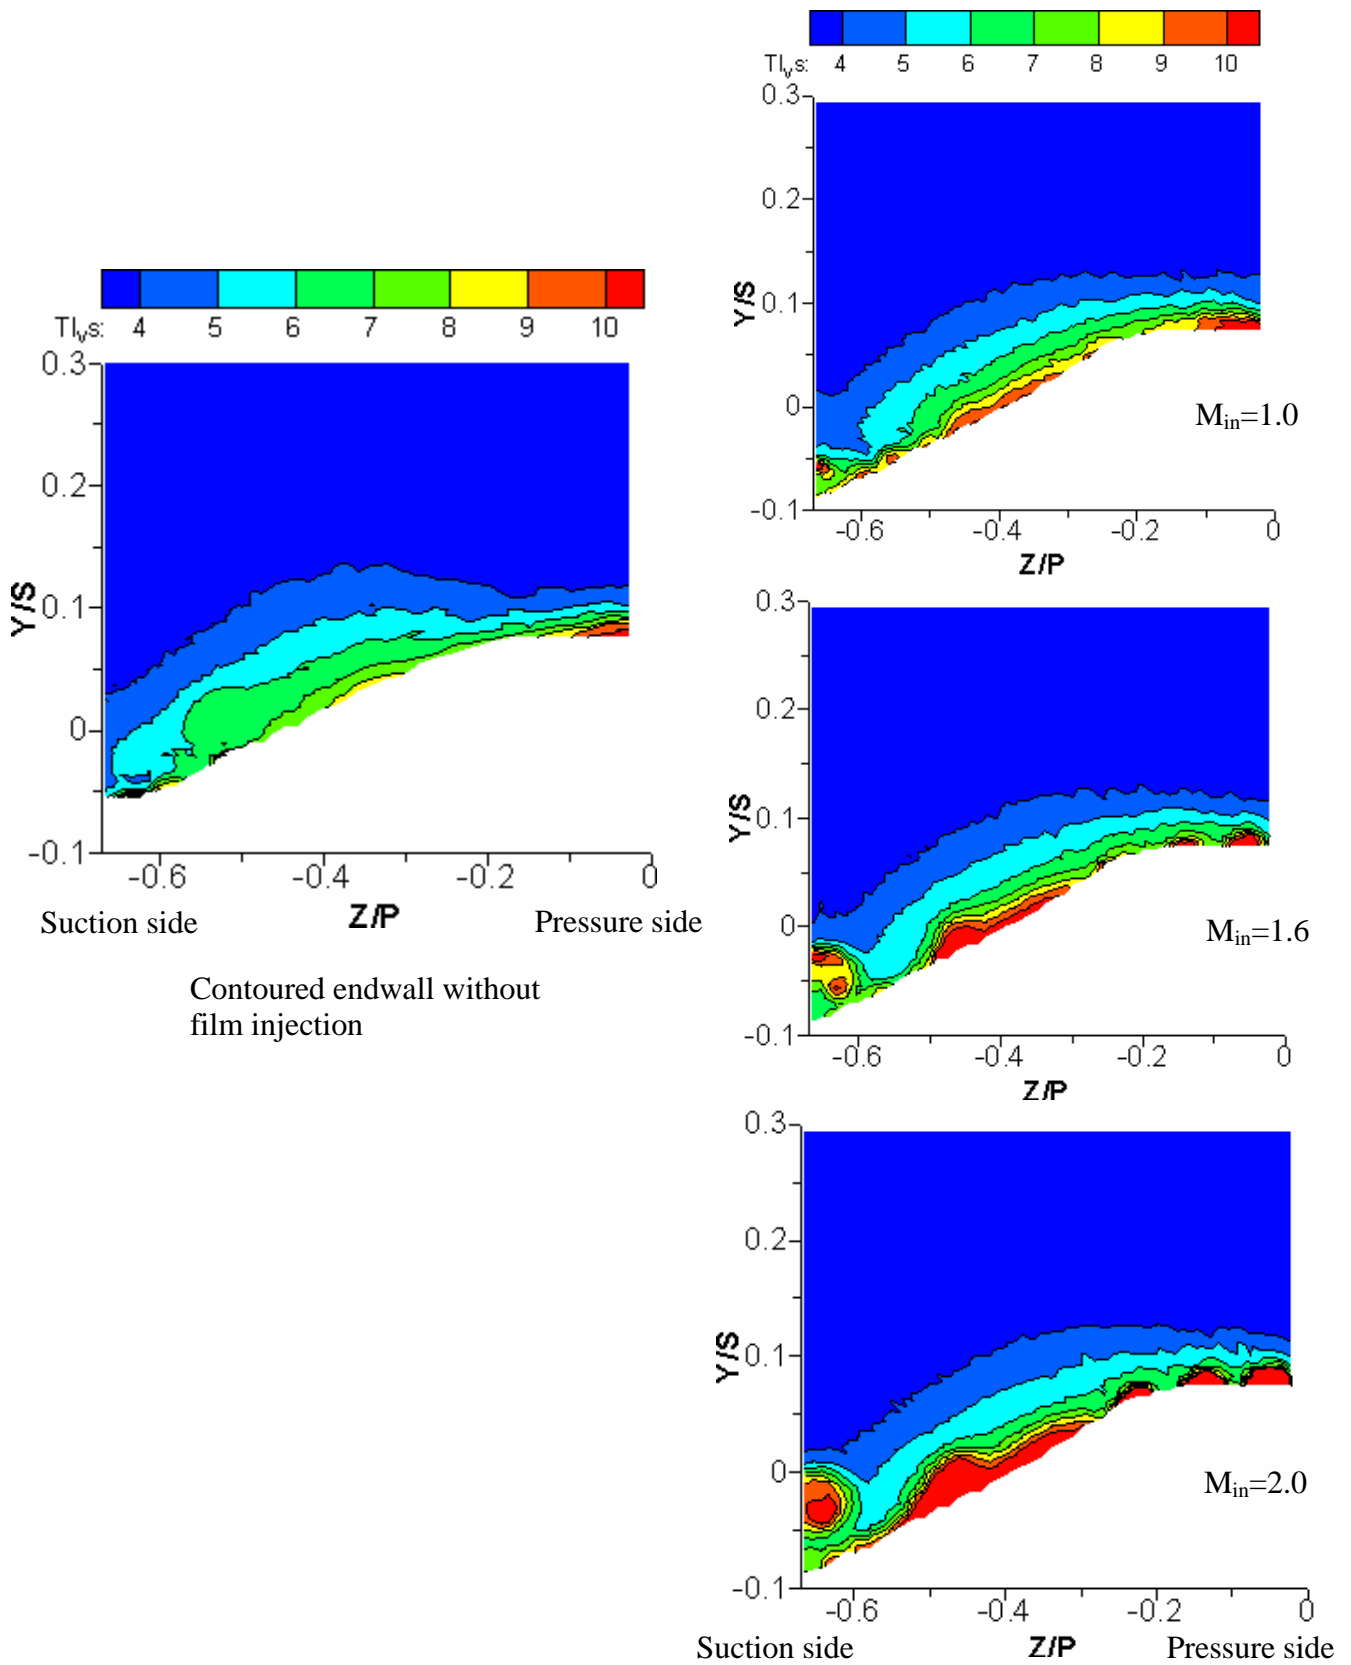 TIvs: 4 5 6 7 8 9 10
0.3
0.2
0.1
0
-0.1
Y/S
-0.6 -0.4 -0.2 0
Z/P
Suction side Pressure side
Contoured endwall without
film injection
TIvs: 4 5 6 7 8 9 10
0.3
0.2
0.1
0
-0.1
Y/S
Min=1.0
-0.6 -0.4 -0.2 0
Z/P
0.3
0.2
0.1
0
-0.1
Y/S
Min=1.6
-0.6 -0.4 -0.2 0
Z/P
0.3
0.2
0.1
0
-0.1
Y/S
Min=2.0
-0.6 -0.4 -0.2 0
Suction side Z/P Pressure side